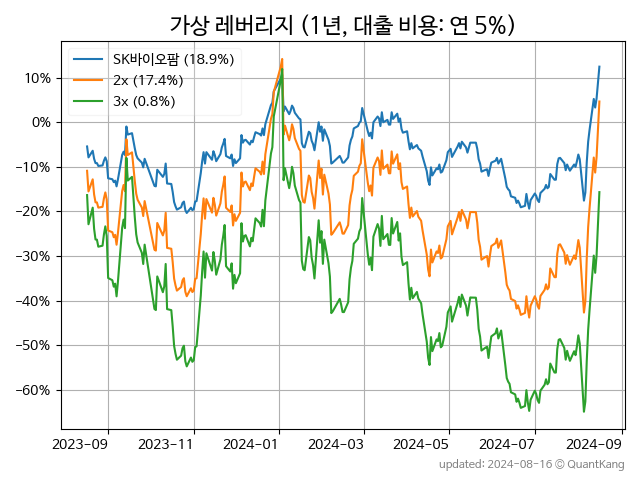 가상 레버리지 (1년, 대출 비용: 연 5%)
SK바이오팜 (18.9%)
2x (17.4%)
3x (0.8%)
10%
0%
−10%
−20%
−30%
−40%
−50%
−60%
2023-09 2023-11 2024-01 2024-03 2024-05 2024-07 2024-09
updated: 2024-08-16 © QuantKang